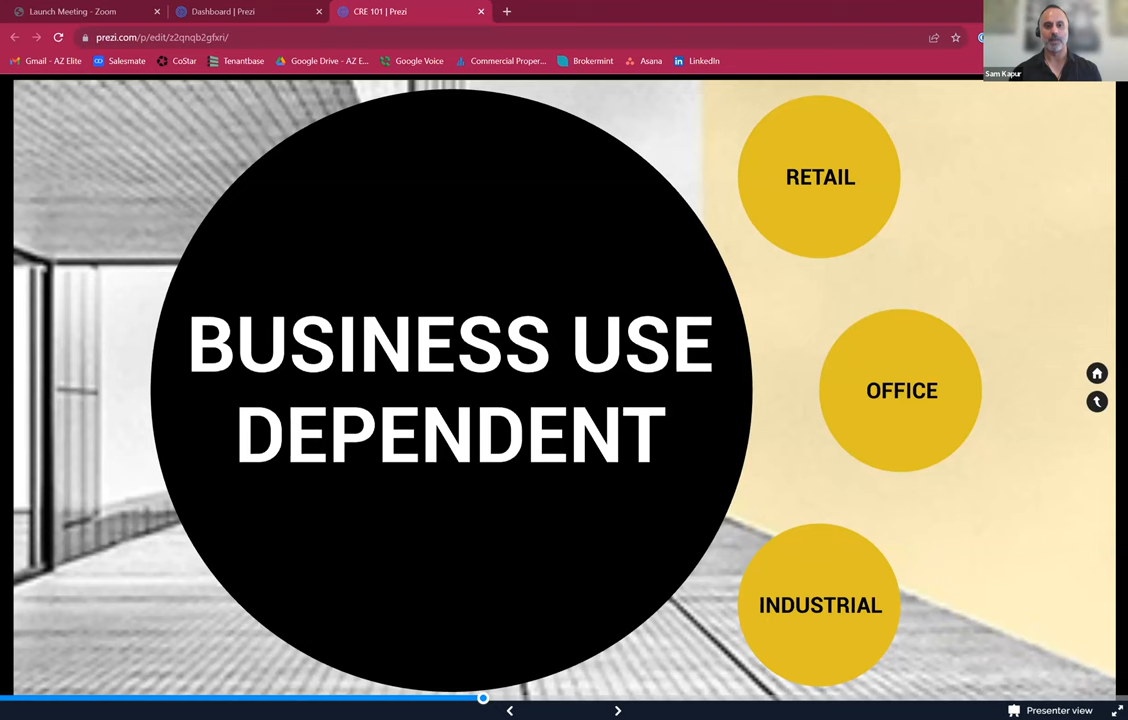 Launch Meeting - Zoom
Dashboard | Prezi
CRE 101 | Prezi
prezi.com/p/edit/z2qnqb2gfxri/
Gmail - AZ Elite
Salesmate
CoStar
Tenantbase
Google Drive - AZ E...
Google Voice
Commercial Proper...
Brokermint
Asana
LinkedIn
Sam Kapur
BUSINESS USE
DEPENDENT
RETAIL
OFFICE
INDUSTRIAL
Presenter view